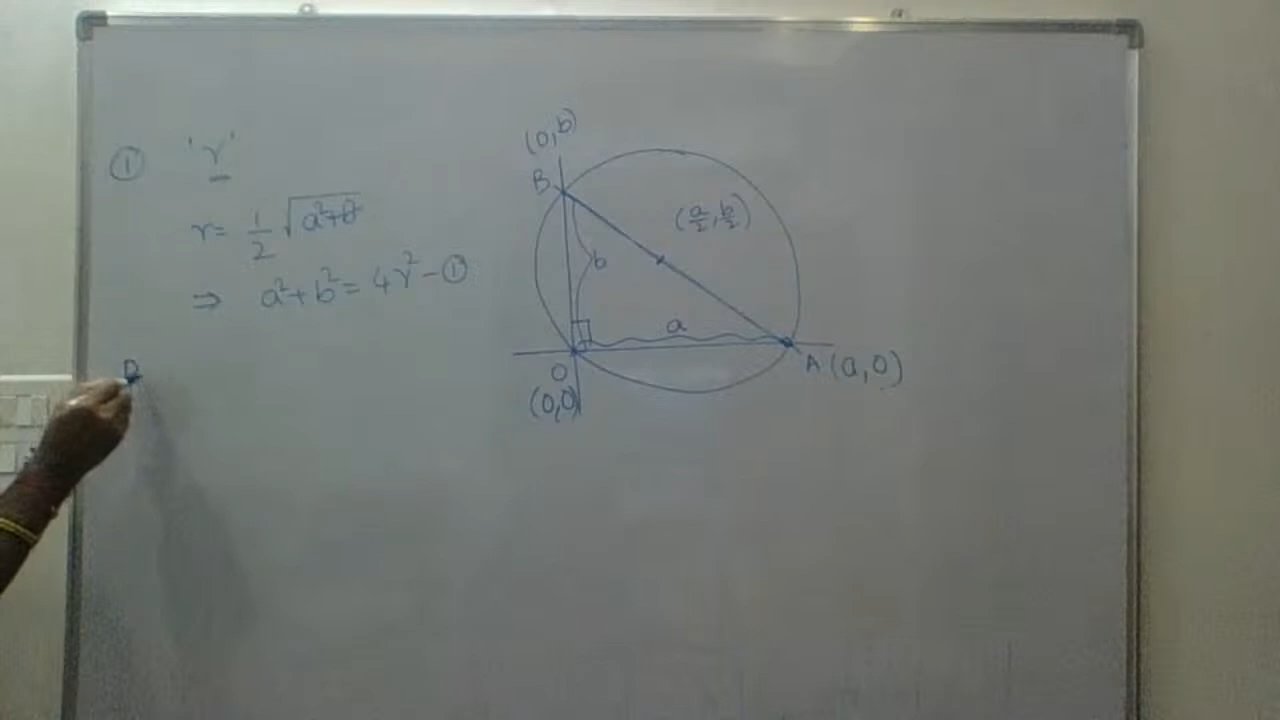 ① 'r'
r = 1/2 √a²+b²
⇒ a²+b² = 4r² - ①
(0,b)
B
(a/2, b/2)
b
a
O
(0,0)
A (a,0)